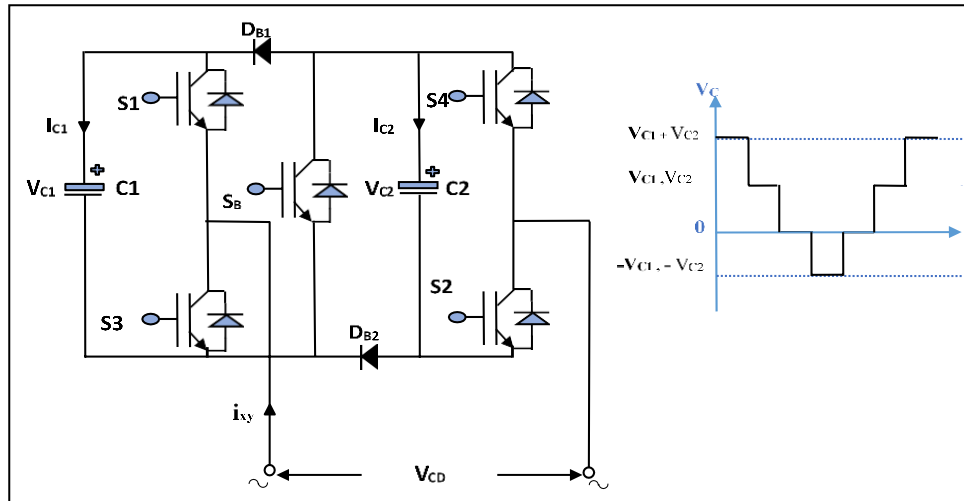 DB1
S1
S4
IC1
IC2
VC1
C1
SB
VC2
C2
S3
S2
DB2
ixy
VCD
VC
VC1 + VC2
VC1, VC2
0
-VC1, - VC2